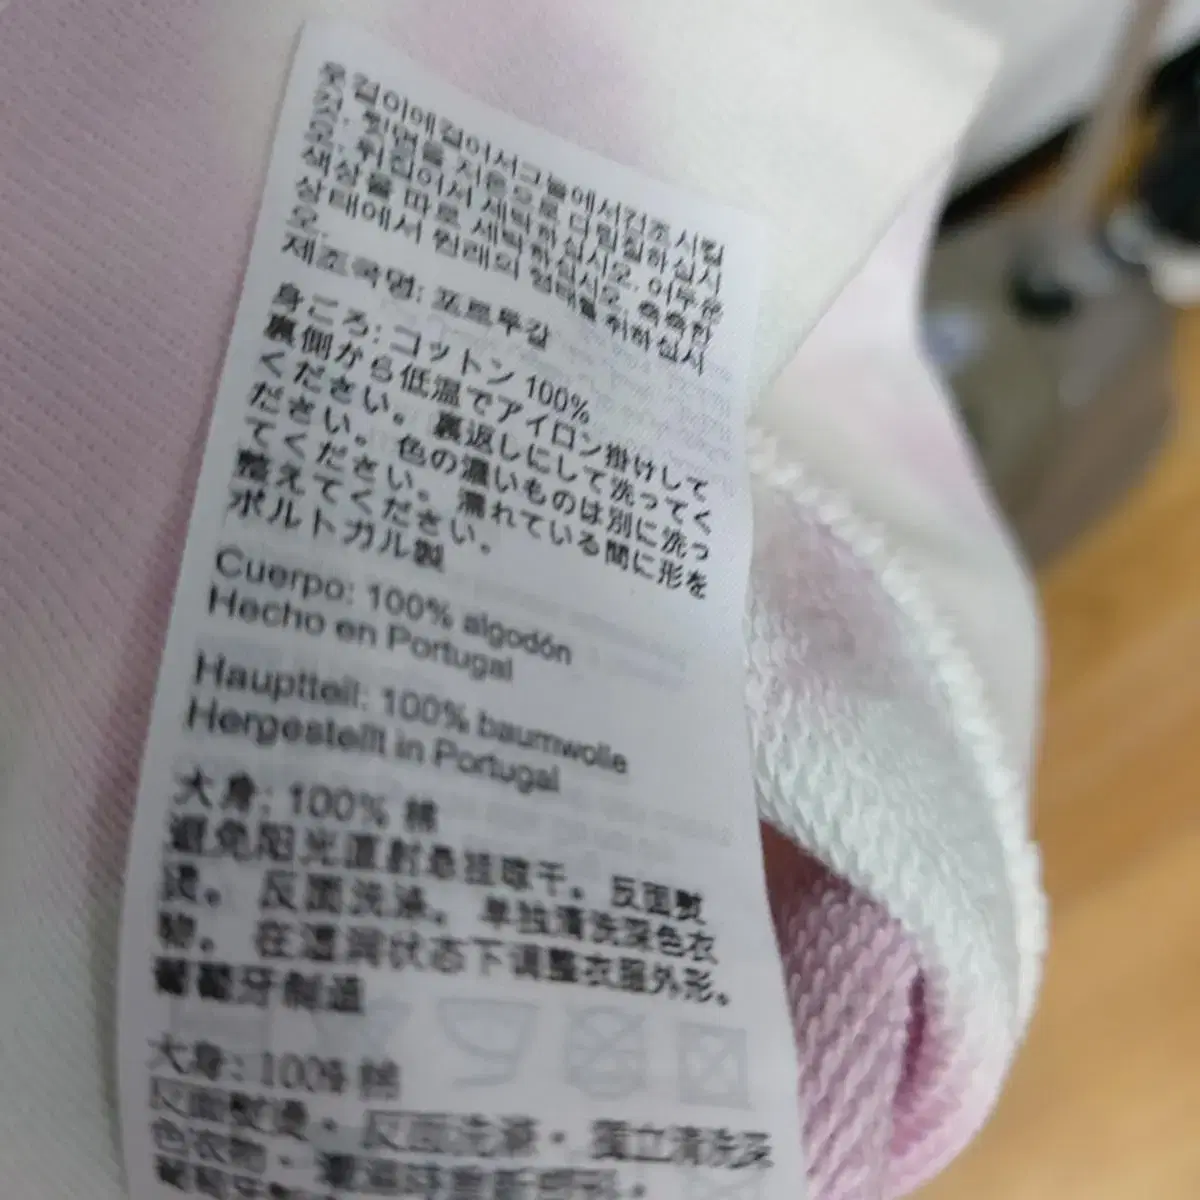 옷걸이에걸어서그늘에서건조시킬
것. 뒷면을 저온으로 다림질하십시
오. 뒤집어서 세탁하십시오. 어두운
색상을 따로 세탁하십시오. 축축한
상태에서 원래의 형태를 취하십시
오.
제조국명: 포르투갈
身ごろ: コットン 100%
裏側から低温でアイロン掛けして
ください。裏返しにして洗ってく
ださい。色の濃いものは別に洗っ
てください。濡れている間に形を
整えてください。
ポルトガル製
Cuerpo: 100% algodón
Hecho en Portugal
Hauptteil: 100% baumwolle
Hergestellt in Portugal
大身: 100% 棉
避免阳光直射悬挂晾干。反面熨
烫。反面洗涤。单独清洗深色衣
物。在湿润状态下调整衣服外形。
葡萄牙制造
大身: 100% 綿
反面熨燙。反面洗滌。獨立清洗深
色衣物。